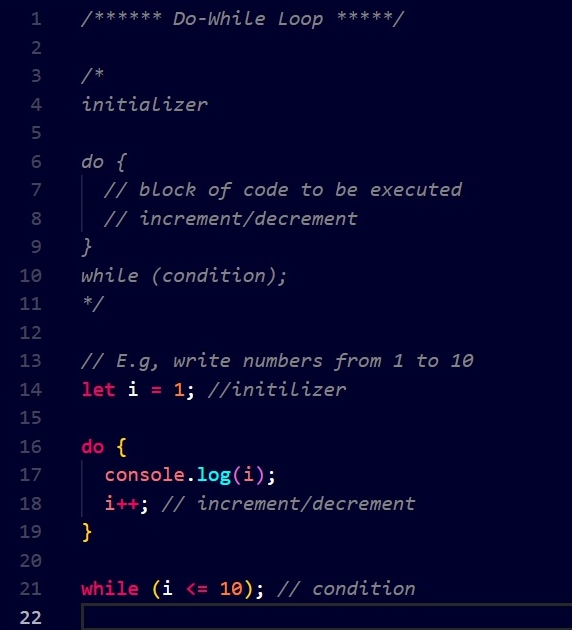 1 /****** Do-While Loop *****/
2
3 /*
4 initializer
5
6 do {
7 // block of code to be executed
8 // increment/decrement
9 }
10 while (condition);
11 */
12
13 // E.g, write numbers from 1 to 10
14 let i = 1; //initilizer
15
16 do {
17 console.log(i);
18 i++; // increment/decrement
19 }
20
21 while (i <= 10); // condition
22